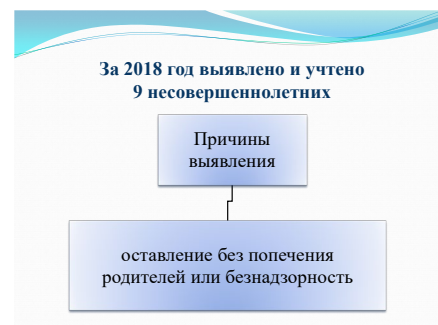 За 2018 год выявлено и учтено
9 несовершеннолетних
Причины
выявления
оставление без попечения
родителей или безнадзорность